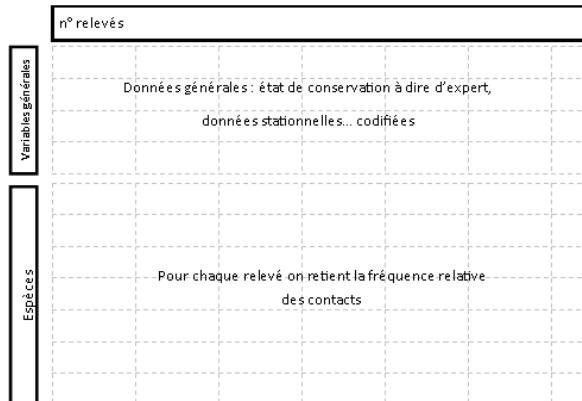 n° relevés
Variables générales
Données générales : état de conservation à dire d'expert,
données stationnelles... codifiées
Espèces
Pour chaque relevé on retient la fréquence relative
des contacts